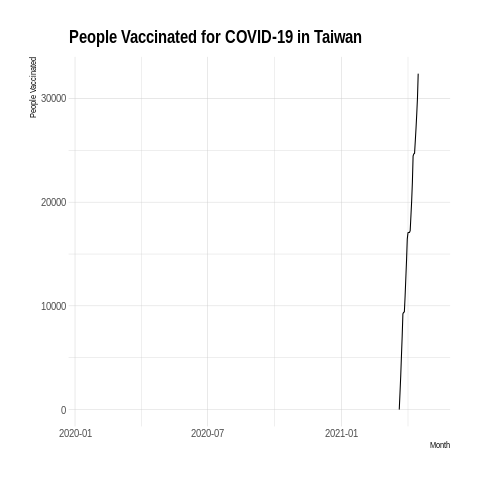 People Vaccinated for COVID-19 in Taiwan
People Vaccinated
30000
20000
10000
0
2020-01
2020-07
2021-01
Month